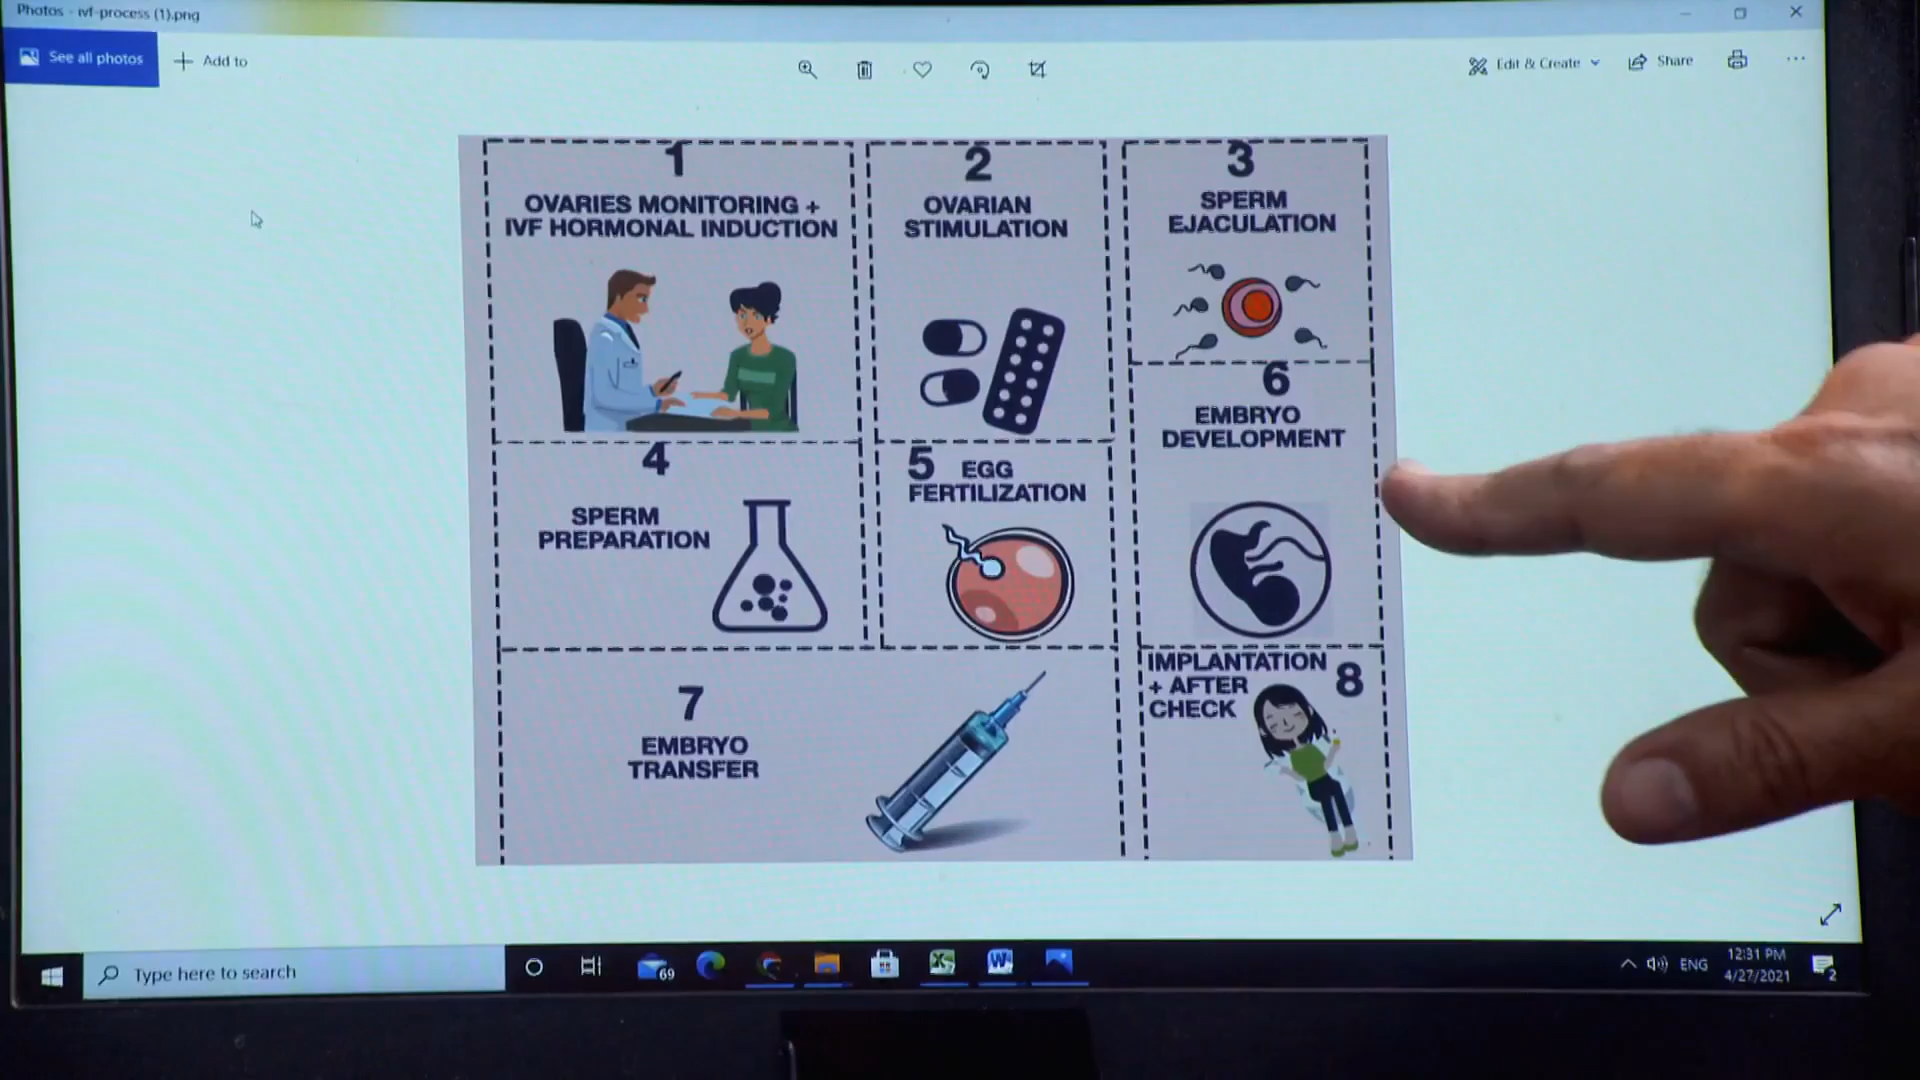 Photos - ivf-process (1).png
See all photos
Add to
Edit & Create
Share
1
OVARIES MONITORING +
IVF HORMONAL INDUCTION
2
OVARIAN
STIMULATION
3
SPERM
EJACULATION
4
SPERM
PREPARATION
5 EGG
FERTILIZATION
6
EMBRYO
DEVELOPMENT
7
EMBRYO
TRANSFER
IMPLANTATION
+ AFTER 8
CHECK
Type here to search
69
ENG
12:31 PM
4/27/2021
2